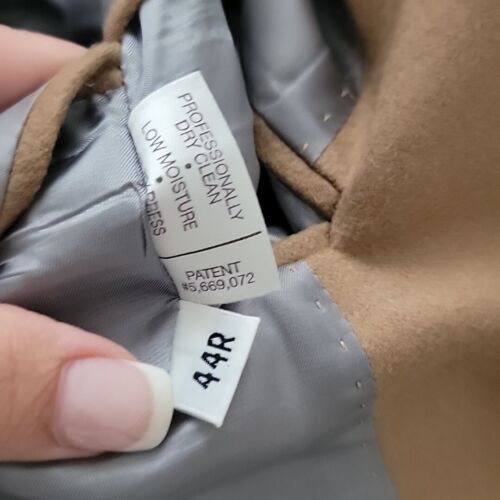 PROFESSIONALLY
DRY CLEAN
•
LOW MOISTURE
•
PRESS
PATENT
#5,669,072
44R